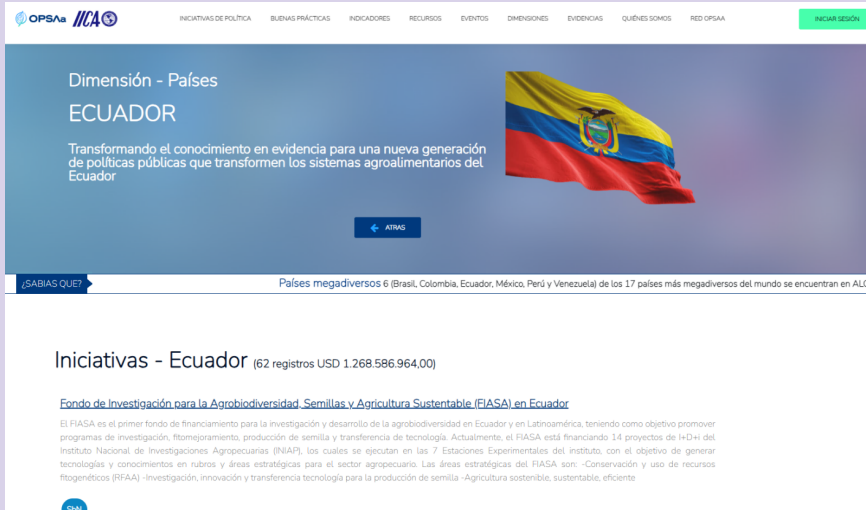 OPSAa IICA
INICIATIVAS DE POLÍTICA BUENAS PRÁCTICAS INDICADORES RECURSOS EVENTOS DIMENSIONES EVIDENCIAS QUIÉNES SOMOS RED OPSAA INICIAR SESIÓN
Dimensión - Países
ECUADOR
Transformando el conocimiento en evidencia para una nueva generación
de políticas públicas que transformen los sistemas agroalimentarios del
Ecuador
ATRAS
¿SABIAS QUE? Países megadiversos 6 (Brasil, Colombia, Ecuador, México, Perú y Venezuela) de los 17 países más megadiversos del mundo se encuentran en ALC
Iniciativas - Ecuador (62 registros USD 1.268.586.964,00)
Fondo de Investigación para la Agrobiodiversidad, Semillas y Agricultura Sustentable (FIASA) en Ecuador
El FIASA es el primer fondo de financiamiento para la investigación y desarrollo de la agrobiodiversidad en Ecuador y en Latinoamérica, teniendo como objetivo promover
programas de investigación, fitomejoramiento, producción de semilla y transferencia de tecnología. Actualmente, el FIASA está financiando 14 proyectos de I+D+i del
Instituto Nacional de Investigaciones Agropecuarias (INIAP), los cuales se ejecutan en las 7 Estaciones Experimentales del instituto, con el objetivo de generar
tecnologías y conocimientos en rubros y áreas estratégicas para el sector agropecuario. Las áreas estratégicas del FIASA son: -Conservación y uso de recursos
fitogenéticos (RFAA) -Investigación, innovación y transferencia tecnología para la producción de semilla -Agricultura sostenible, sustentable, eficiente
SbN